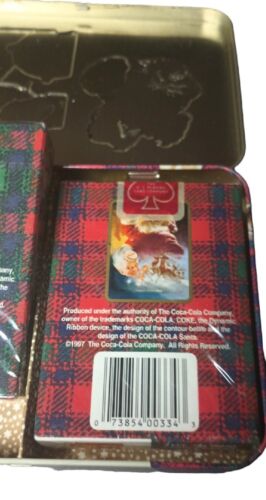 Produced under the authority of The Coca-Cola Company,
owner of the trademarks COCA-COLA, COKE, the Dynamic
Ribbon device, the design of the contour bottle and the
design of the COCA-COLA Santa.
©1997 The Coca-Cola Company. All Rights Reserved.
0 73854 00334 3